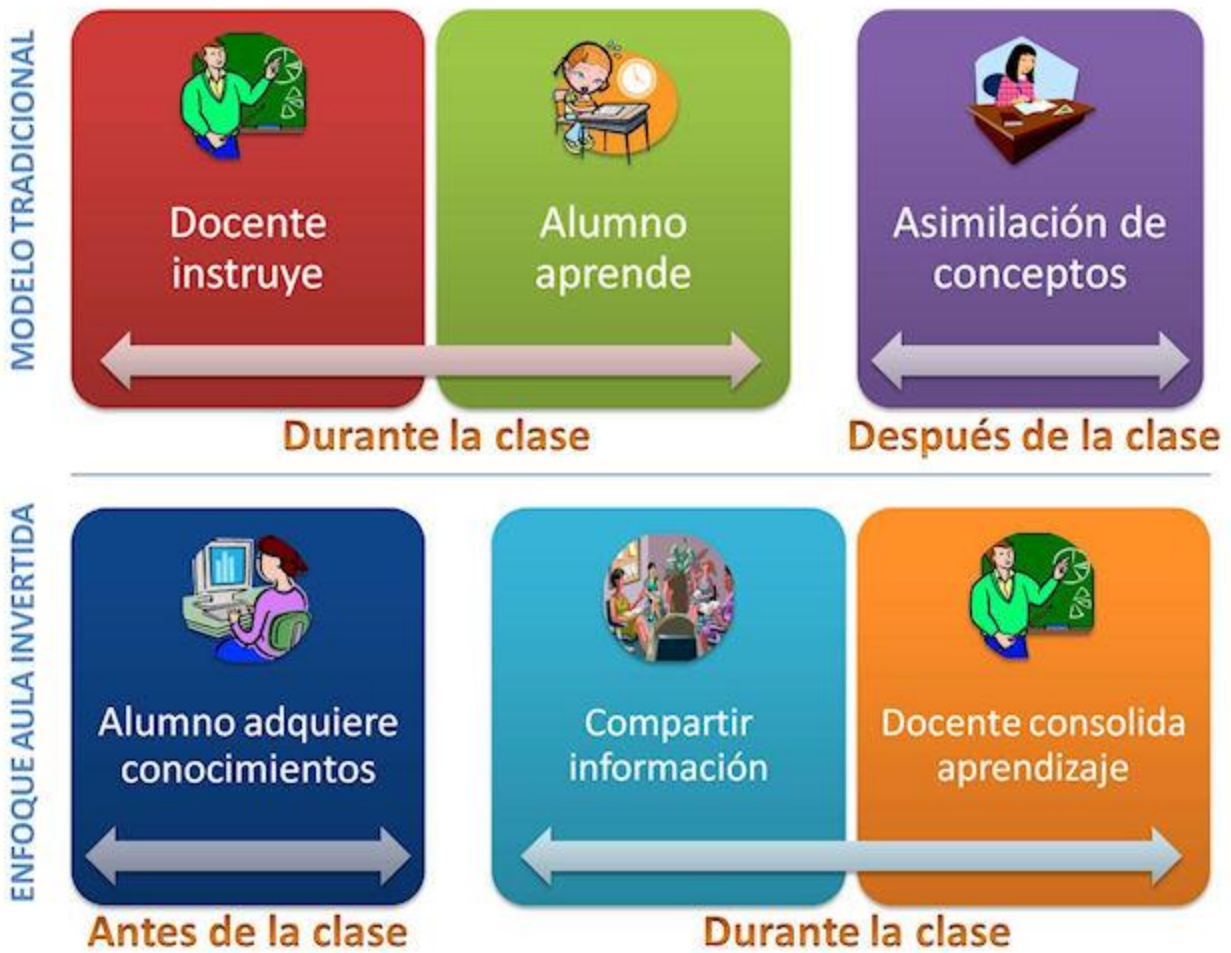 MODELO TRADICIONAL
Docente
instruye
Alumno
aprende
Asimilación de
conceptos
Durante la clase
Después de la clase
ENFOQUE AULA INVERTIDA
Alumno adquiere
conocimientos
Compartir
información
Docente consolida
aprendizaje
Antes de la clase
Durante la clase